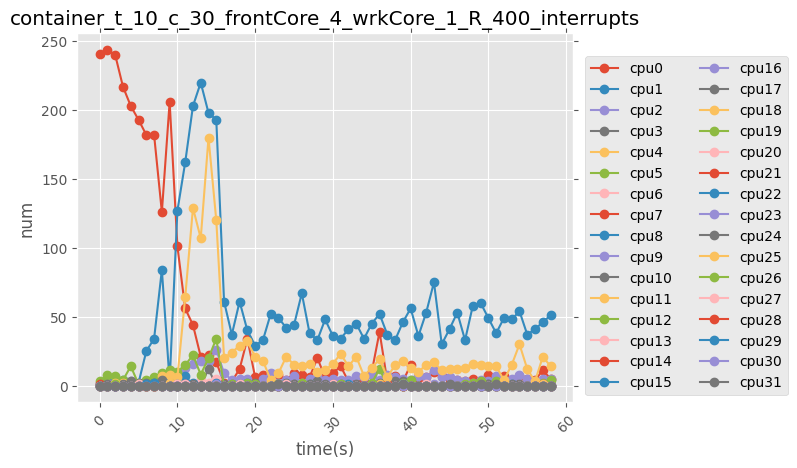 container_t_10_c_30_frontCore_4_wrkCore_1_R_400_interrupts
250
200
150
100
50
0
num
0
10
20
30
40
50
60
time(s)
cpu0
cpu1
cpu2
cpu3
cpu4
cpu5
cpu6
cpu7
cpu8
cpu9
cpu10
cpu11
cpu12
cpu13
cpu14
cpu15
cpu16
cpu17
cpu18
cpu19
cpu20
cpu21
cpu22
cpu23
cpu24
cpu25
cpu26
cpu27
cpu28
cpu29
cpu30
cpu31